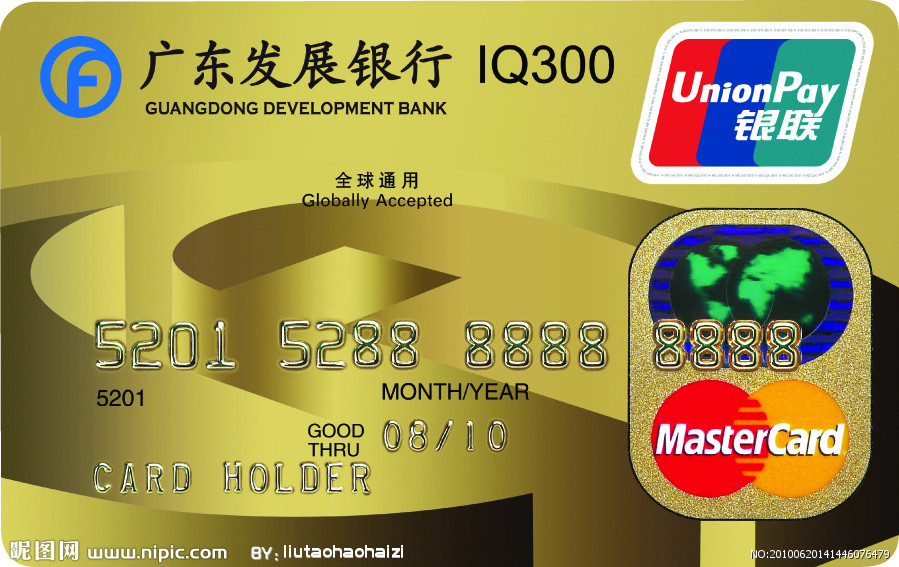 广东发展银行 IQ300
GUANGDONG DEVELOPMENT BANK
UnionPay
银联
全球通用
Globally Accepted
5201 5288 8888 8888
5201
MONTH/YEAR
GOOD THRU 08/10
CARD HOLDER
MasterCard
昵图网 www.nipic.com BY: liutaohaohaizi
NO:20100620141446076479